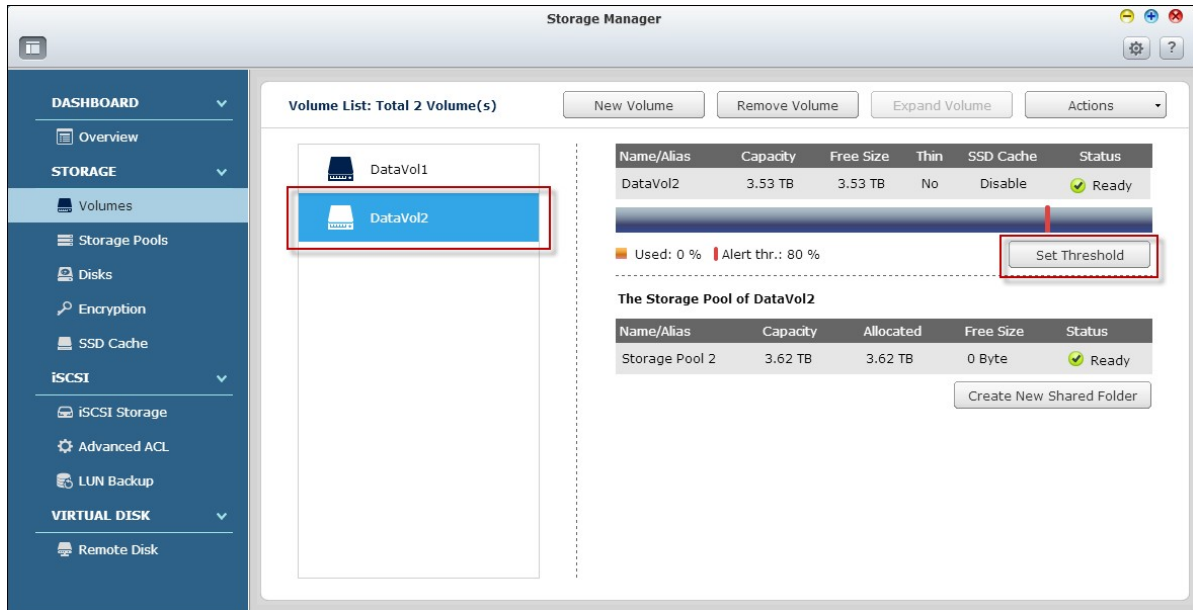 Storage Manager
?
DASHBOARD
Overview
STORAGE
Volumes
Storage Pools
Disks
Encryption
SSD Cache
iSCSI
iSCSI Storage
Advanced ACL
LUN Backup
VIRTUAL DISK
Remote Disk
Volume List: Total 2 Volume(s)
New Volume
Remove Volume
Expand Volume
Actions
DataVol1
DataVol2
Name/Alias Capacity Free Size Thin SSD Cache Status
DataVol2 3.53 TB 3.53 TB No Disable Ready
Used: 0 % Alert thr.: 80 %
Set Threshold
The Storage Pool of DataVol2
Name/Alias Capacity Allocated Free Size Status
Storage Pool 2 3.62 TB 3.62 TB 0 Byte Ready
Create New Shared Folder